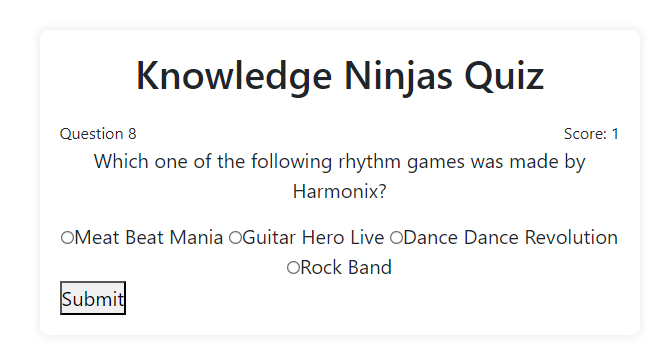 Knowledge Ninjas Quiz
Question 8 Score: 1
Which one of the following rhythm games was made by
Harmonix?
Meat Beat Mania Guitar Hero Live Dance Dance Revolution
Rock Band
Submit